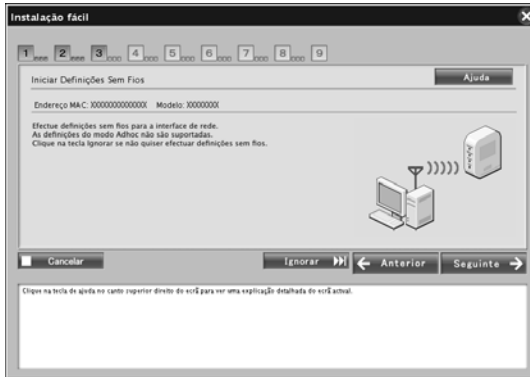 Instalação fácil
1 2 3 4 5 6 7 8 9
Iniciar Definições Sem Fios
Ajuda
Endereço MAC: XXXXXXXXXXXXXX Modelo: XXXXXXXX
Efectue definições sem fios para a interface de rede.
As definições do modo Adhoc não são suportadas.
Clique na tecla Ignorar se não quiser efectuar definições sem fios.
Cancelar
Ignorar
Anterior
Seguinte
Clique na tecla de ajuda no canto superior direito do ecrã para ver uma explicação detalhada do ecrã actual.